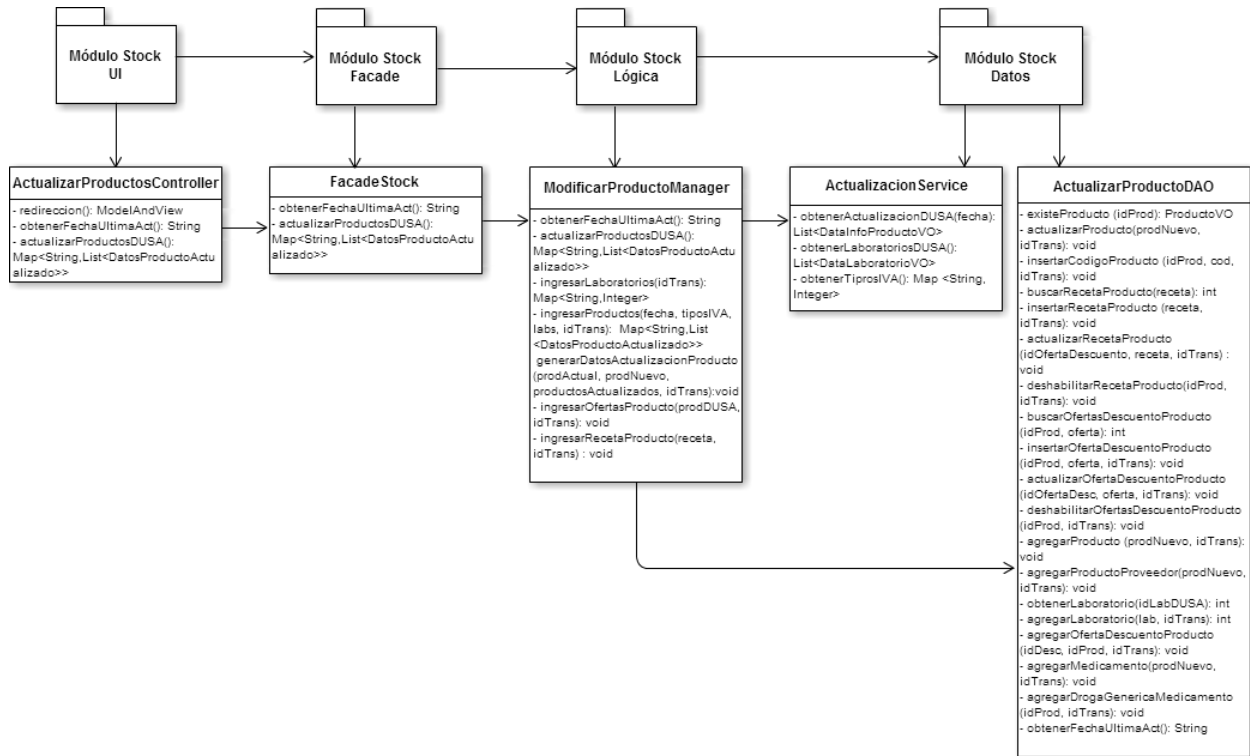 Módulo Stock
UI
Módulo Stock
Facade
Módulo Stock
Lógica
Módulo Stock
Datos
ActualizarProductosController
- redireccion(): ModelAndView
- obtenerFechaUltimaAct(): String
- actualizarProductosDUSA():
Map<String,List<DatosProductoActu
alizado>>
FacadeStock
- obtenerFechaUltimaAct(): String
- actualizarProductosDUSA():
Map<String,List<DatosProductoActu
alizado>>
ModificarProductoManager
- obtenerFechaUltimaAct(): String
- actualizarProductosDUSA():
Map<String,List<DatosProductoActu
alizado>>
- ingresarLaboratorios(idTrans):
Map<String,Integer>
- ingresarProductos(fecha, tiposIVA,
labs, idTrans): Map<String,List
<DatosProductoActualizado>>
generarDatosActualizacionProducto
(prodActual, prodNuevo,
productosActualizados, idTrans):void
- ingresarOfertasProducto(prodDUSA,
idTrans): void
- ingresarRecetaProducto(receta,
idTrans) : void
ActualizacionService
- obtenerActualizacionDUSA(fecha):
List<DataInfoProductoVO>
- obtenerLaboratoriosDUSA():
List<DataLaboratorioVO>
- obtenerTiprosIVA(): Map <String,
Integer>
ActualizarProductoDAO
- existeProducto (idProd): ProductoVO
- actualizarProducto(prodNuevo,
idTrans): void
- insertarCodigoProducto (idProd, cod,
idTrans): void
- buscarRecetaProducto(receta): int
- insertarRecetaProducto (receta,
idTrans): void
- actualizarRecetaProducto
(idOfertaDescuento, receta, idTrans) :
void
- deshabilitarRecetaProducto(idProd,
idTrans): void
- buscarOfertasDescuentoProducto
(idProd, oferta): int
- insertarOfertaDescuentoProducto
(idProd, oferta, idTrans): void
- actualizarOfertaDescuentoProducto
(idOfertaDesc, oferta, idTrans): void
- deshabilitarOfertasDescuentoProducto
(idProd, idTrans): void
- agregarProducto (prodNuevo, idTrans):
void
- agregarProductoProveedor(prodNuevo,
idTrans): void
- obtenerLaboratorio(idLabDUSA): int
- agregarLaboratorio(lab, idTrans): int
- agregarOfertaDescuentoProducto
(idDesc, idProd, idTrans): void
- agregarMedicamento(prodNuevo,
idTrans): void
- agregarDrogaGenericaMedicamento
(idProd, idTrans): void
- obtenerFechaUltimaAct(): String